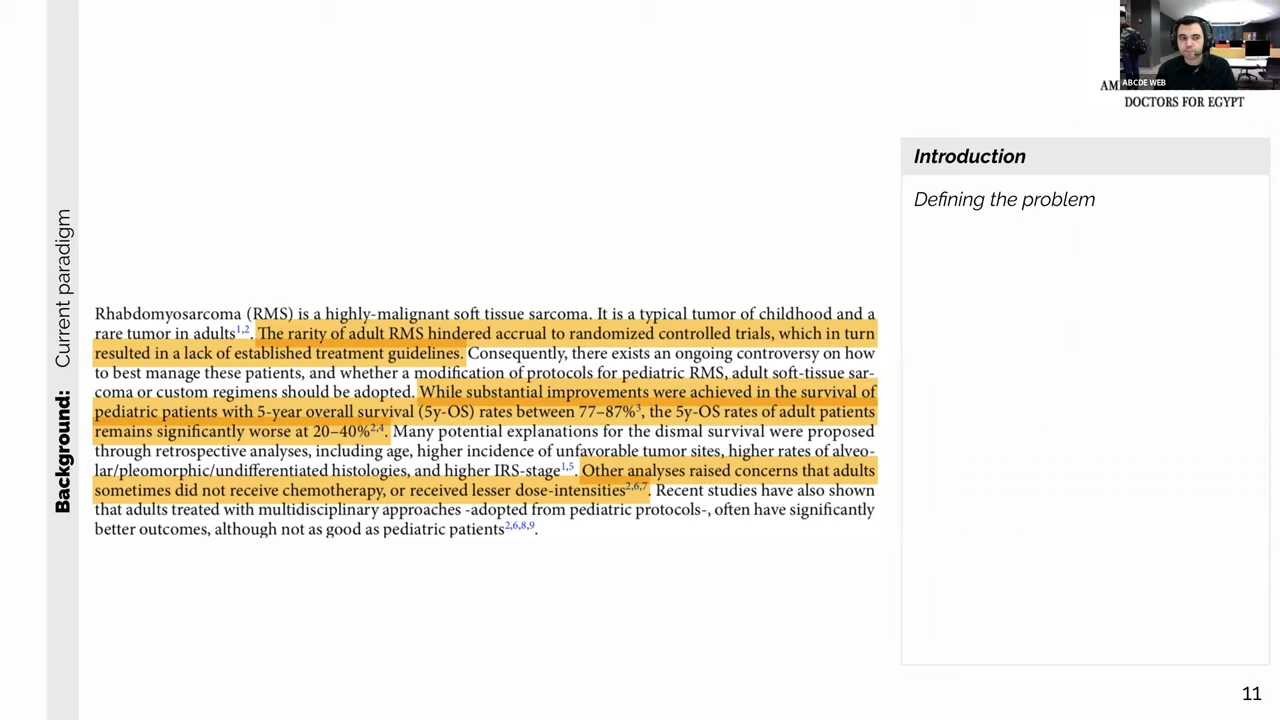 ABCDE WEB
AM
DOCTORS FOR EGYPT
Introduction
Defining the problem
Background: Current paradigm
Rhabdomyosarcoma (RMS) is a highly-malignant soft tissue sarcoma. It is a typical tumor of childhood and a
rare tumor in adults1,2. The rarity of adult RMS hindered accrual to randomized controlled trials, which in turn
resulted in a lack of established treatment guidelines. Consequently, there exists an ongoing controversy on how
to best manage these patients, and whether a modification of protocols for pediatric RMS, adult soft-tissue sar-
coma or custom regimens should be adopted. While substantial improvements were achieved in the survival of
pediatric patients with 5-year overall survival (5y-OS) rates between 77–87%3, the 5y-OS rates of adult patients
remains significantly worse at 20–40%2,4. Many potential explanations for the dismal survival were proposed
through retrospective analyses, including age, higher incidence of unfavorable tumor sites, higher rates of alveo-
lar/pleomorphic/undifferentiated histologies, and higher IRS-stage1,5. Other analyses raised concerns that adults
sometimes did not receive chemotherapy, or received lesser dose-intensities2,6,7. Recent studies have also shown
that adults treated with multidisciplinary approaches -adopted from pediatric protocols-, often have significantly
better outcomes, although not as good as pediatric patients2,6,8,9.
11